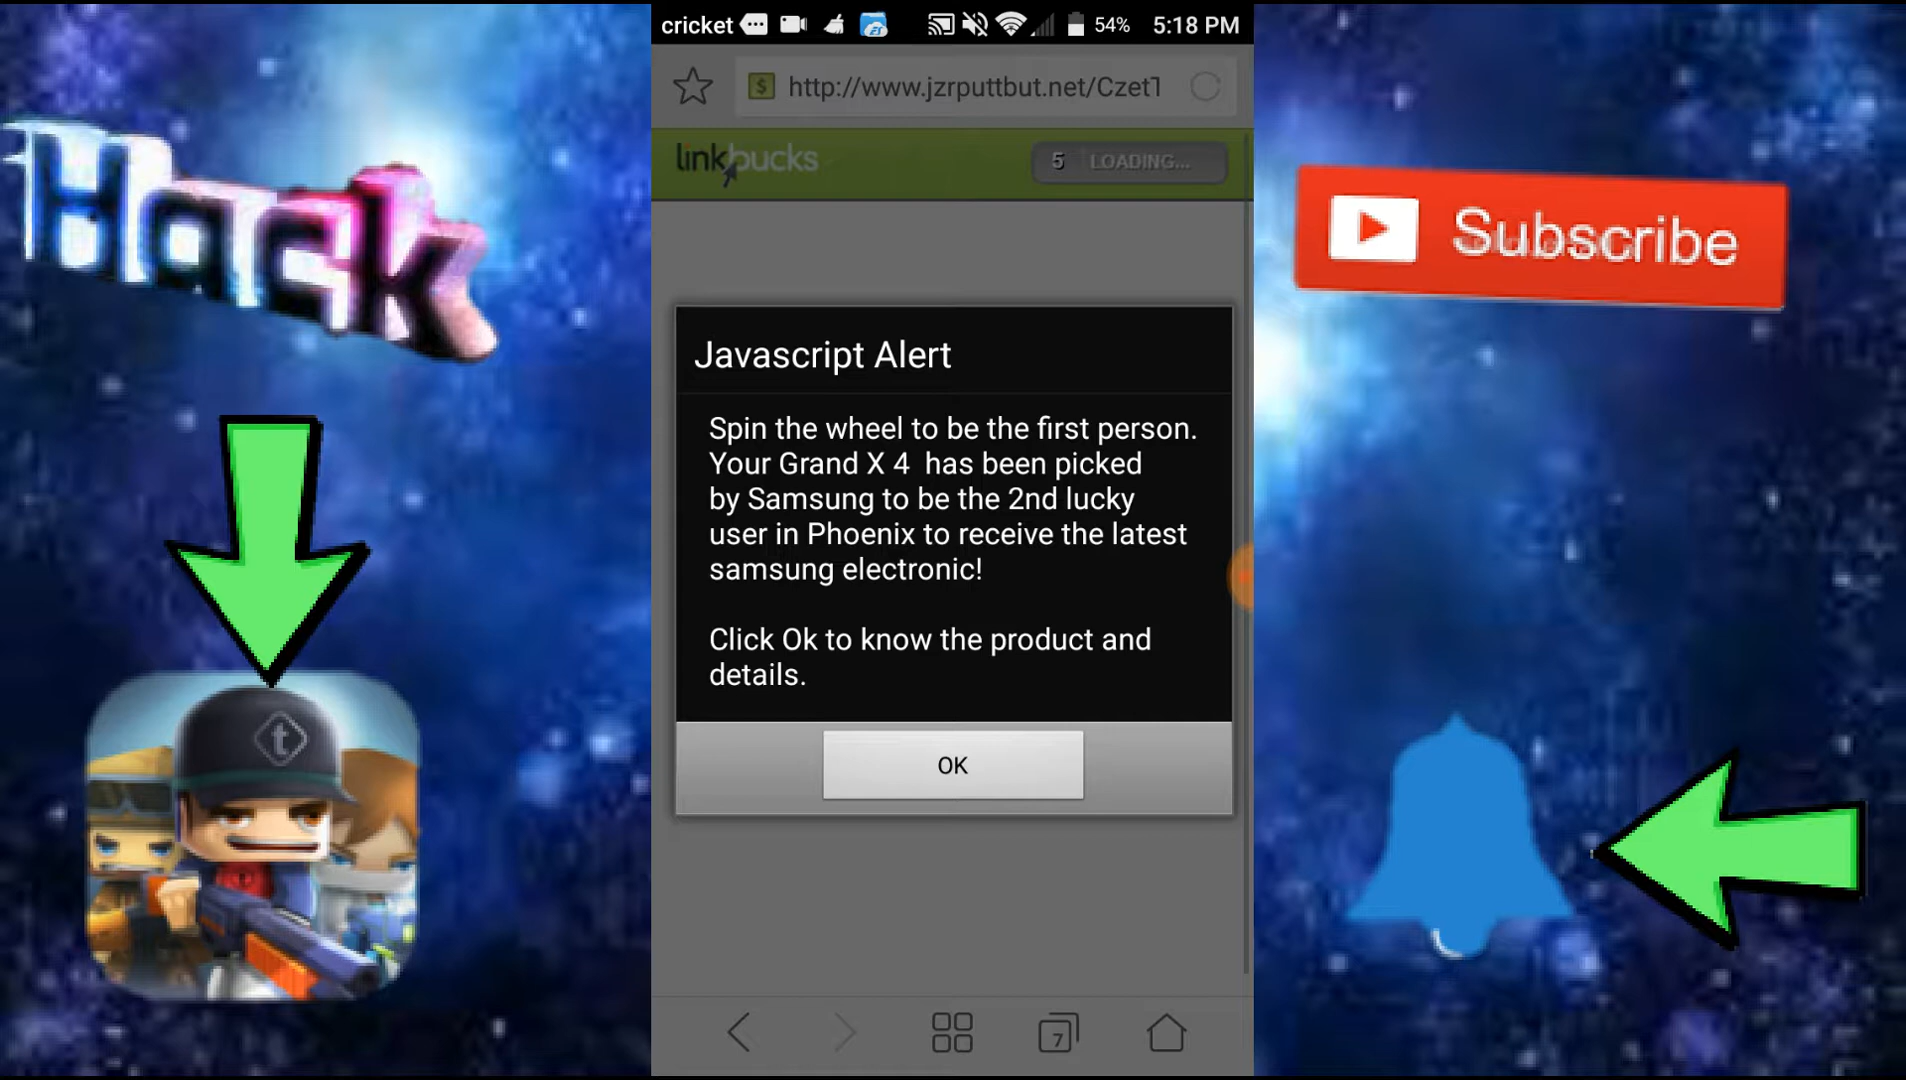 Hack
cricket 54% 5:18 PM
http://www.jzrputtbut.net/CzetT
linkbucks
5 LOADING...
Javascript Alert
Spin the wheel to be the first person.
Your Grand X 4 has been picked
by Samsung to be the 2nd lucky
user in Phoenix to receive the latest
samsung electronic!
Click Ok to know the product and
details.
OK
7
Subscribe
t